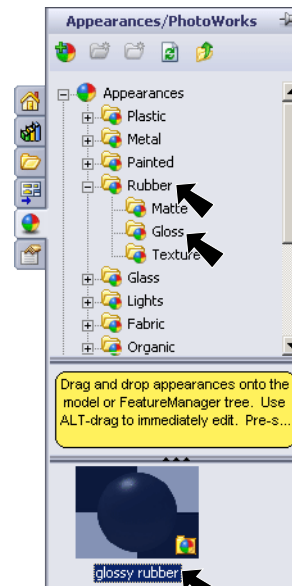 Appearances/PhotoWorks
Appearances
Plastic
Metal
Painted
Rubber
Matte
Gloss
Texture
Glass
Lights
Fabric
Organic
Drag and drop appearances onto the
model or FeatureManager tree. Use
ALT-drag to immediately edit. Pre-s...
glossy rubber